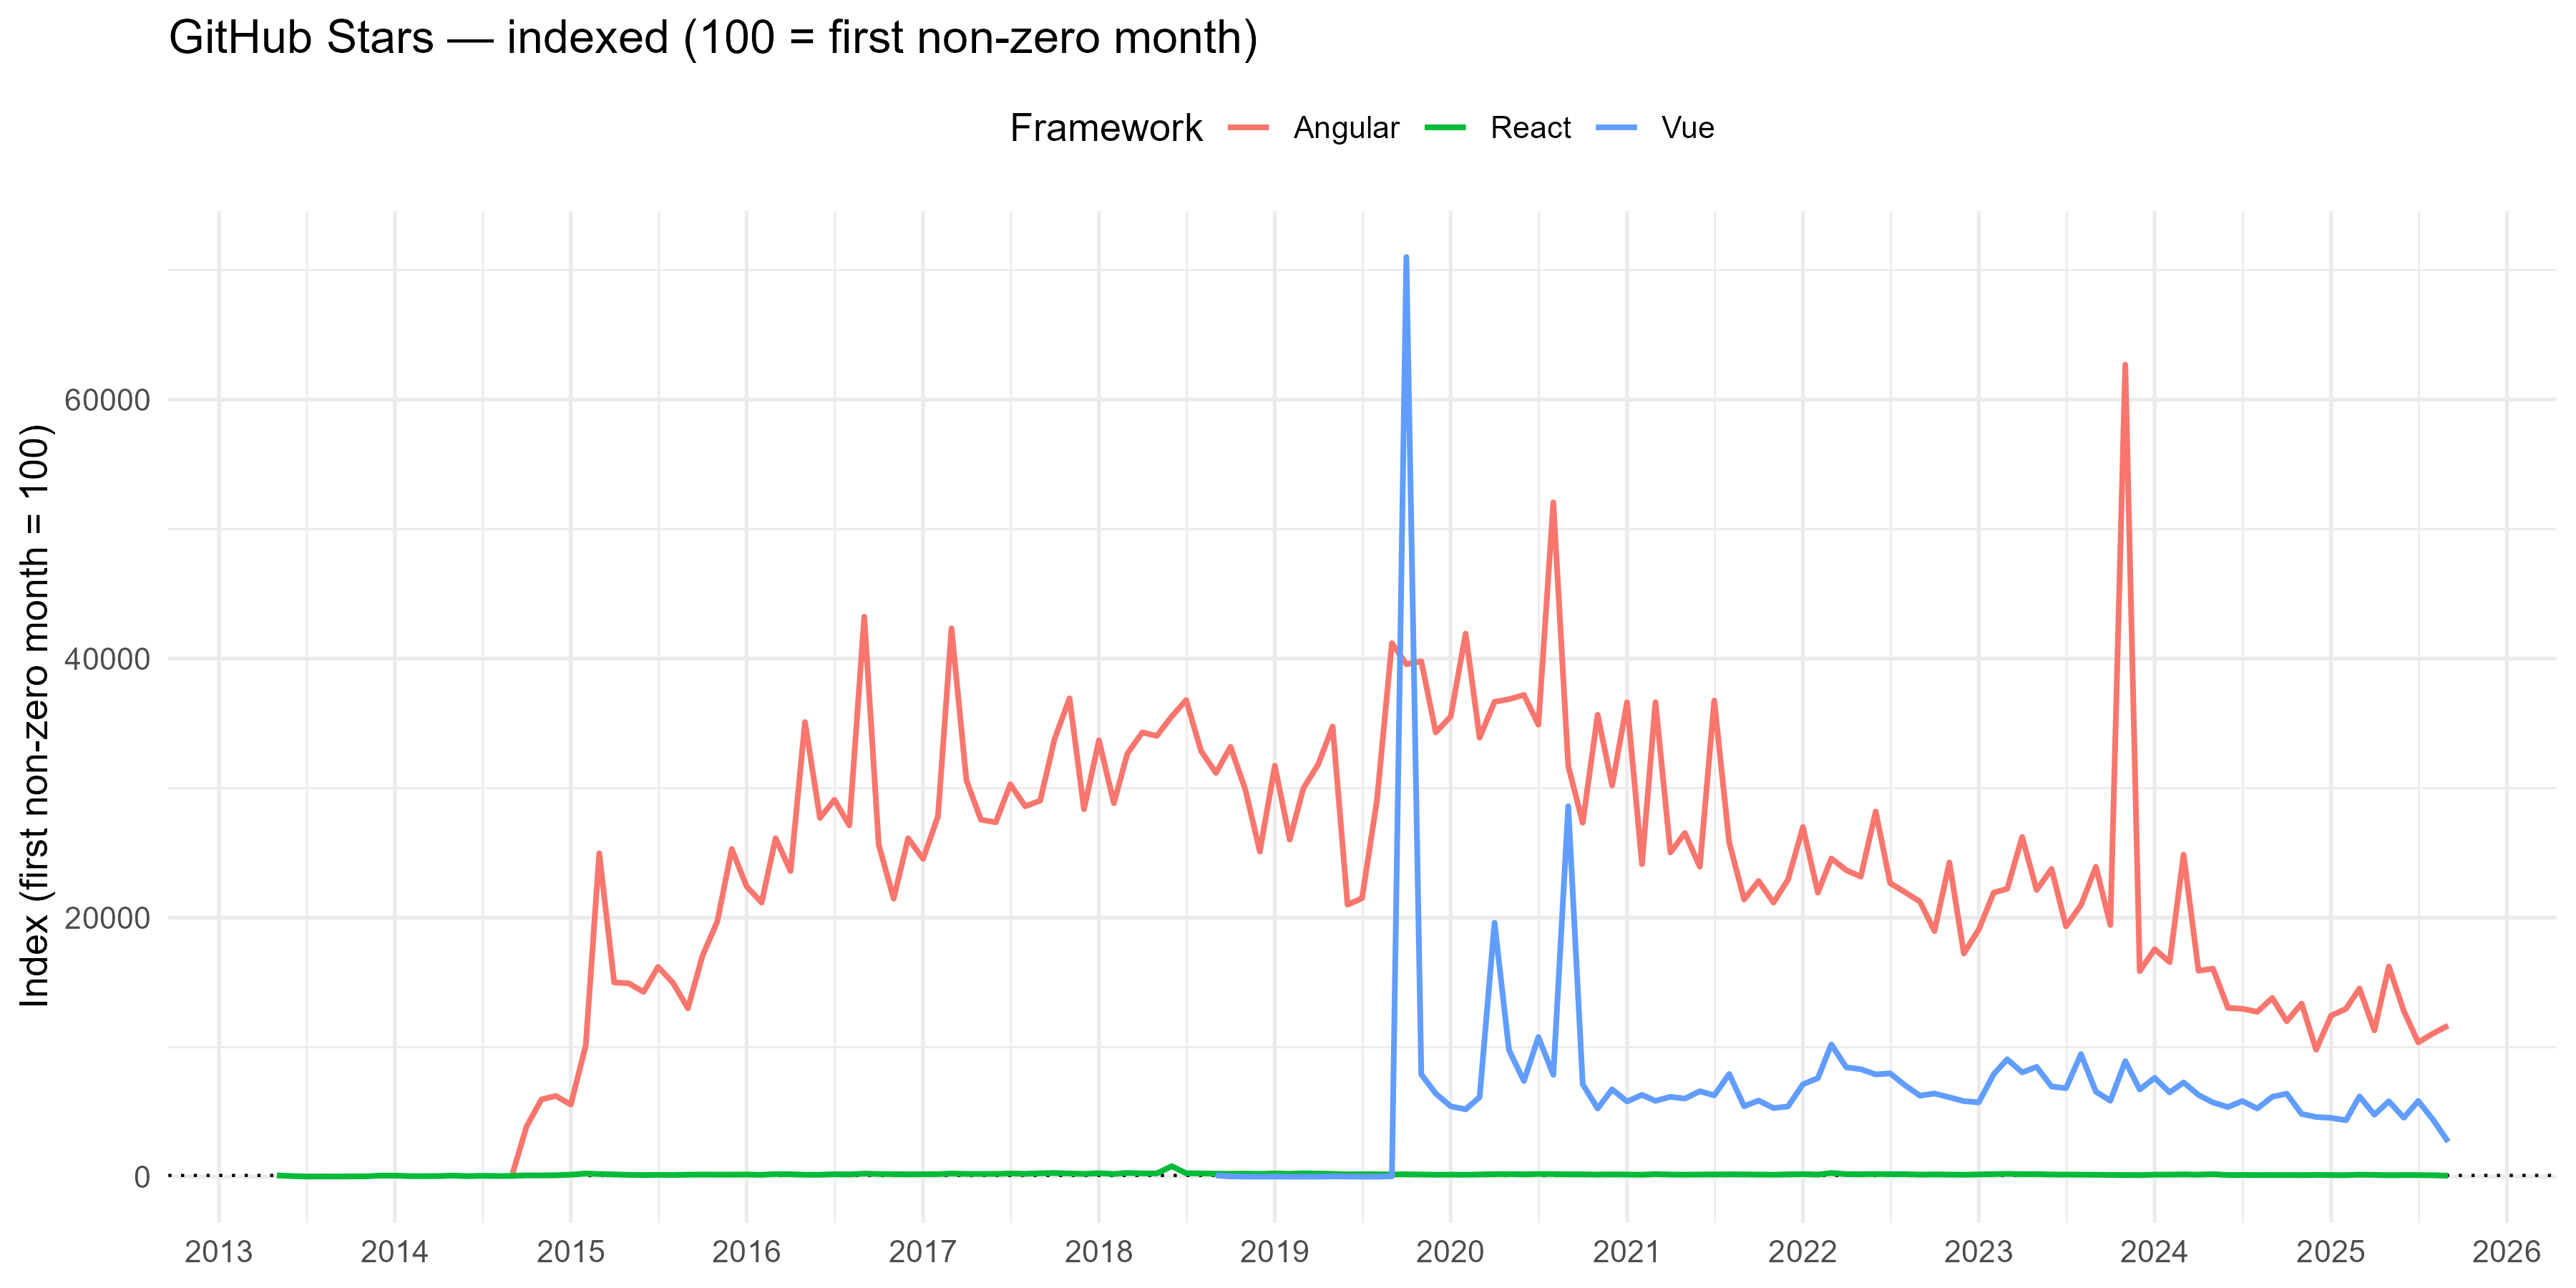 GitHub Stars — indexed (100 = first non-zero month)
Framework Angular React Vue
Index (first non-zero month = 100)
60000
40000
20000
0
2013 2014 2015 2016 2017 2018 2019 2020 2021 2022 2023 2024 2025 2026